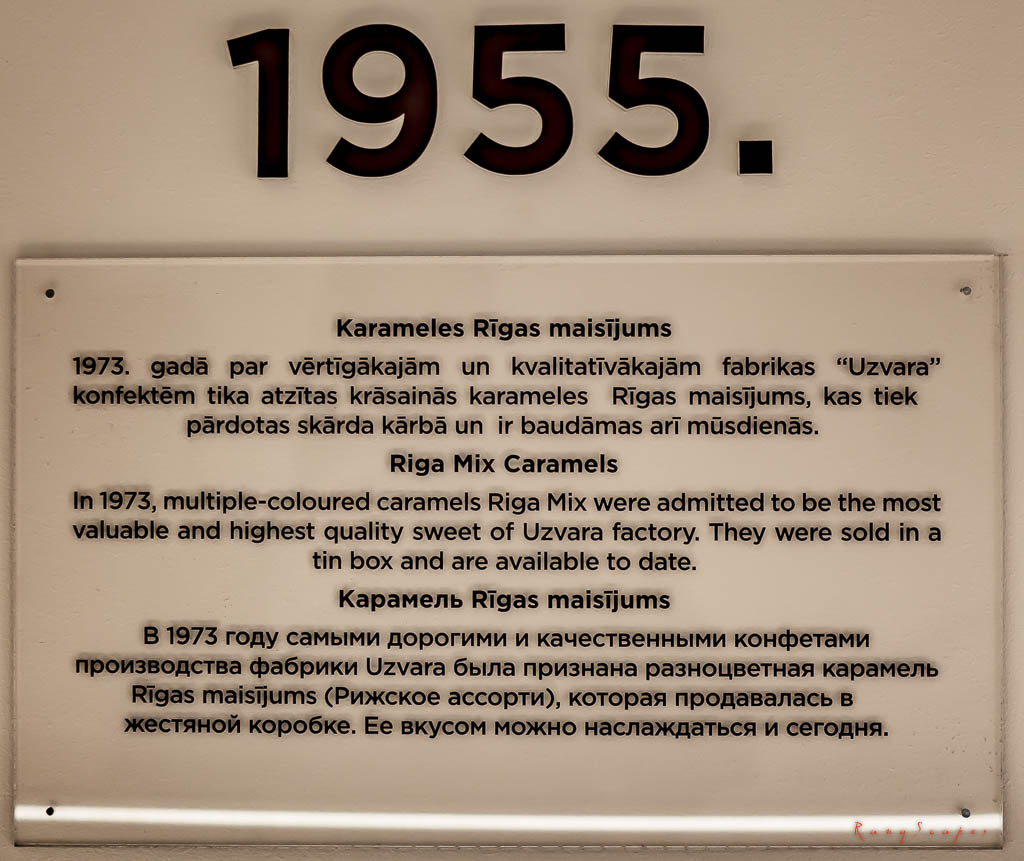 1955.
Karameles Rīgas maisījums
1973. gadā par vērtīgākajām un kvalitatīvākajām fabrikas “Uzvara”
konfektēm tika atzītas krāsainās karameles Rīgas maisījums, kas tiek
pārdotas skārda kārbā un ir baudāmas arī mūsdienās.
Riga Mix Caramels
In 1973, multiple-coloured caramels Riga Mix were admitted to be the most
valuable and highest quality sweet of Uzvara factory. They were sold in a
tin box and are available to date.
Карамель Rīgas maisījums
В 1973 году самыми дорогими и качественными конфетами
производства фабрики Uzvara была признана разноцветная карамель
Rīgas maisījums (Рижское ассорти), которая продавалась в
жестяной коробке. Ее вкусом можно наслаждаться и сегодня.